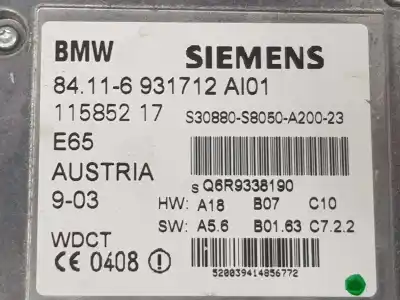 BMW SIEMENS
84.11-6 931712 AI01
115852 17 S30880-S8050-A200-23
E65
AUSTRIA S Q6R9338190
9-03 HW: A18 B07 C10
SW: A5.6 B01.63 C7.2.2
WDCT
CE 0408
520039414856772